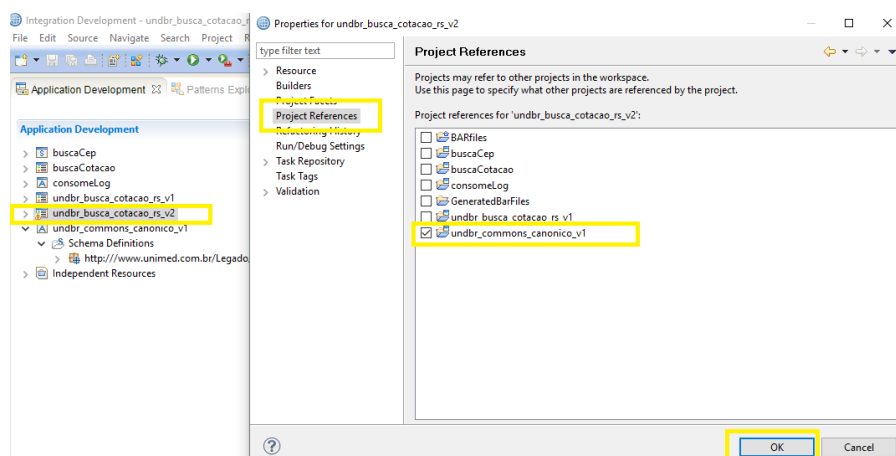 Integration Development - undbr_busca_cotacao_r
File Edit Source Navigate Search Project R
Application Development
Patterns Expl
Application Development
buscaCep
buscaCotacao
consomeLog
undbr_busca_cotacao_rs_v1
undbr_busca_cotacao_rs_v2
undbr_commons_canonico_v1
Schema Definitions
http:///www.unimed.com.br/Legado
Independent Resources
Properties for undbr_busca_cotacao_rs_v2
type filter text
Resource
Builders
Project Facets
Project References
Refactoring History
Run/Debug Settings
Task Repository
Task Tags
Validation
Project References
Projects may refer to other projects in the workspace.
Use this page to specify what other projects are referenced by the project.
Project references for 'undbr_busca_cotacao_rs_v2':
BARfiles
buscaCep
buscaCotacao
consomeLog
GeneratedBarFiles
undbr_busca_cotacao_rs_v1
undbr_commons_canonico_v1
OK
Cancel